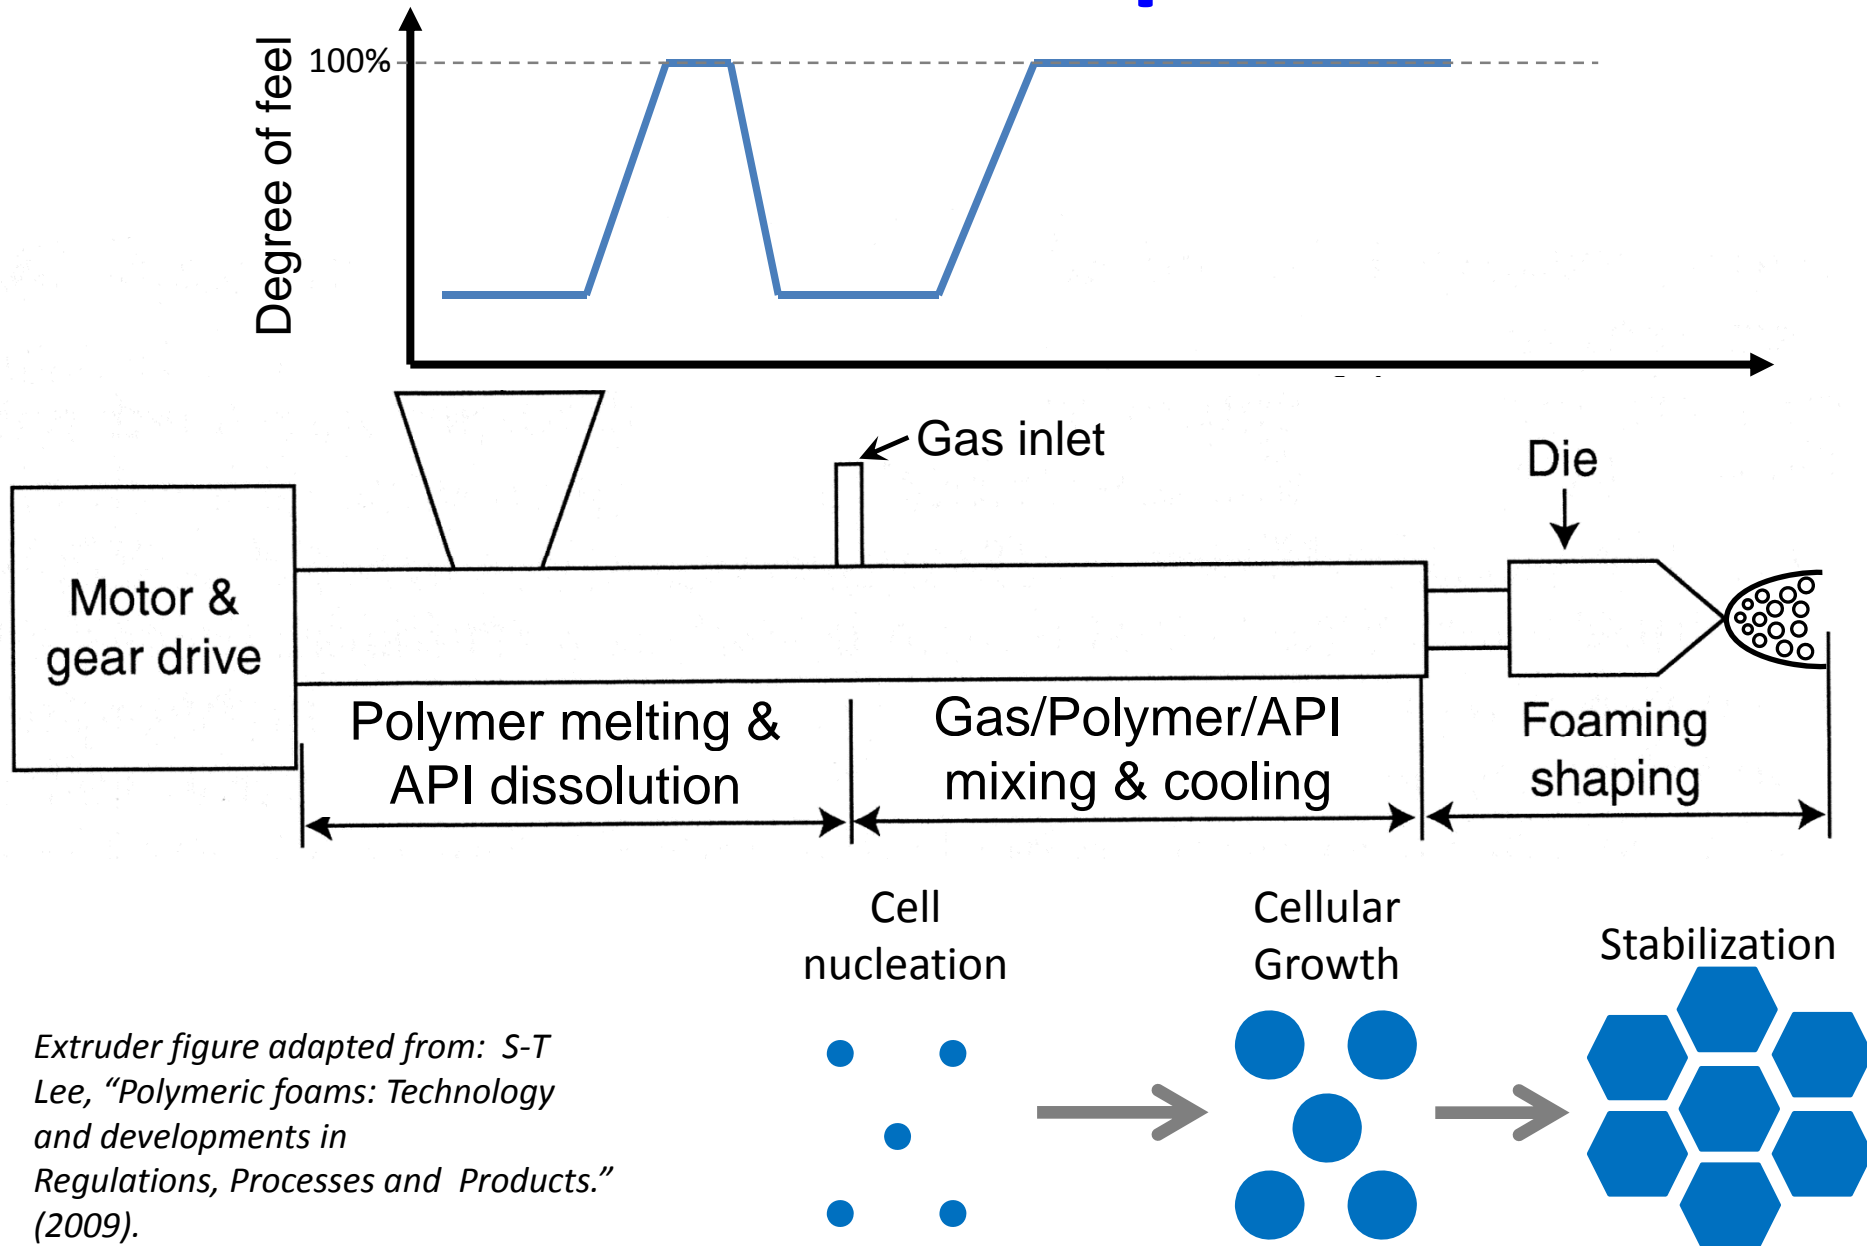 Degree of feel
100%
Gas inlet
Die
Motor &
gear drive
Polymer melting &
API dissolution
Gas/Polymer/API
mixing & cooling
Foaming
shaping
Cell
nucleation
Cellular
Growth
Stabilization
Extruder figure adapted from:  S-T
Lee, “Polymeric foams: Technology
and developments in
Regulations, Processes and  Products.”
(2009).